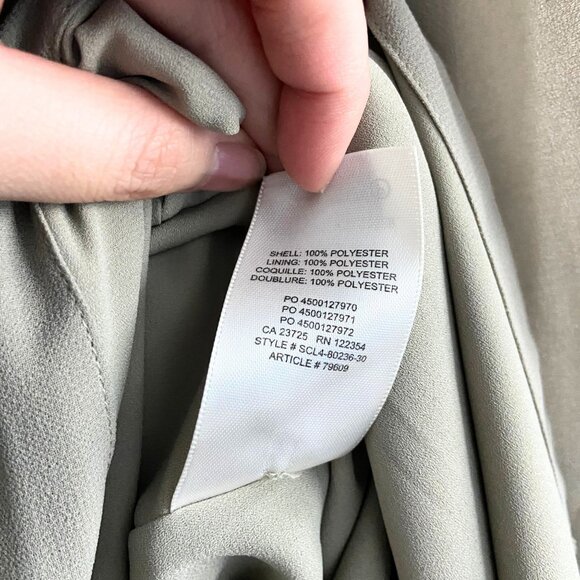 SHELL: 100% POLYESTER
LINING: 100% POLYESTER
COQUILLE: 100% POLYESTER
DOUBLURE: 100% POLYESTER
PO 4500127970
PO 4500127971
PO 4500127972
CA 23725 RN 122354
STYLE # SCL4-80236-30
ARTICLE # 79609